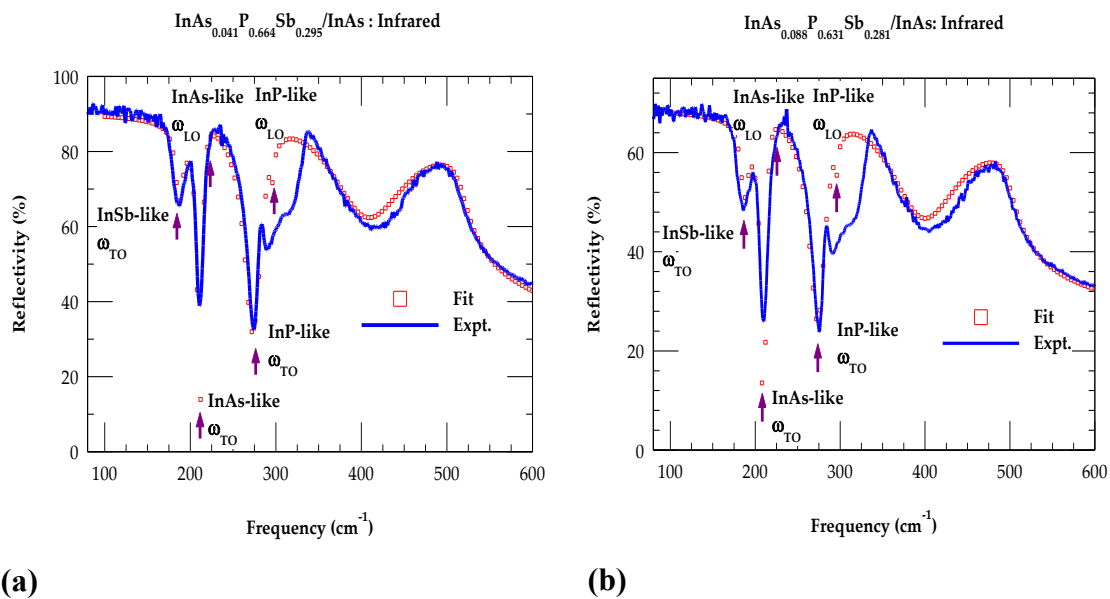 InAs0.041P0.664Sb0.295/InAs : Infrared
100
80
60
40
20
0
Reflectivity (%)
InAs-like
ωLO
InP-like
ωLO
InSb-like
ωTO
Fit
Expt.
InP-like
ωTO
InAs-like
ωTO
100 200 300 400 500 600
Frequency (cm-1)
(a)
InAs0.088P0.631Sb0.281/InAs: Infrared
60
40
20
0
Reflectivity (%)
InAs-like
ωLO
InP-like
ωLO
InSb-like
ωTO
Fit
Expt.
InP-like
ωTO
InAs-like
ωTO
100 200 300 400 500 600
Frequency (cm-1)
(b)